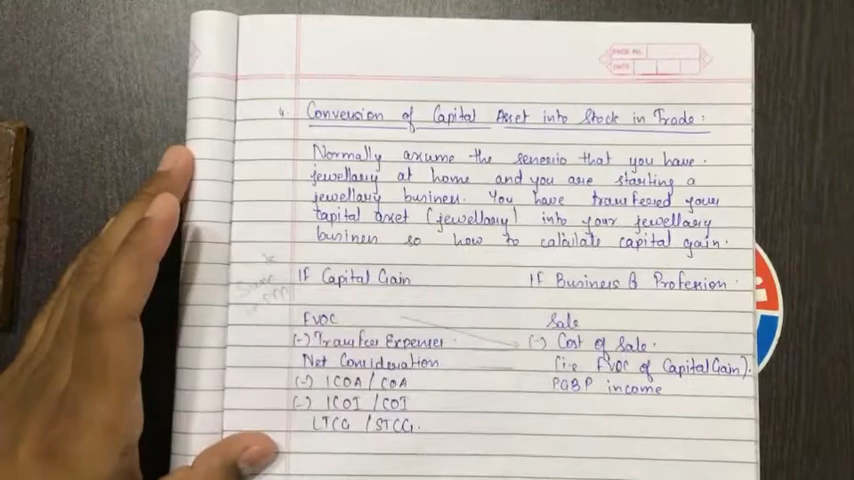 PAGE NO.
DATE
4. Conversion of Capital Asset into Stock in Trade:
Normally assume the senerio that you have
jewellary at home and you are starting a
jewellary business. You have transfered your
capital asset (jewellary) into your jewellary
business so how to calculate capital gain.
IF Capital Gain IF Business & Profession
FVOC Sale
(-) Transfer Expenses (-) Cost of Sale.
Net Consideration (i.e FVOC of Capital Gain).
(-) ICOA / COA PGBP income
(-) ICOI / COI
LTCG / STCG.